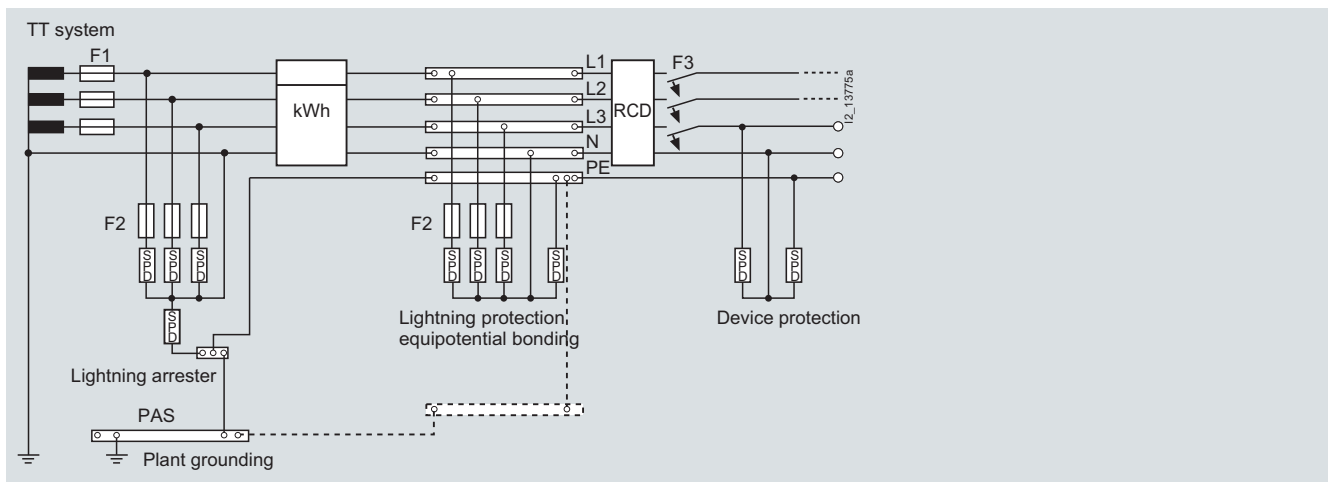 TT system
F1
kWh
L1
L2
L3
N
PE
RCD
F3
I2_13775a
F2
SPD
SPD
SPD
SPD
F2
SPD
SPD
SPD
SPD
SPD
SPD
Lightning arrester
Lightning protection
equipotential bonding
Device protection
PAS
Plant grounding